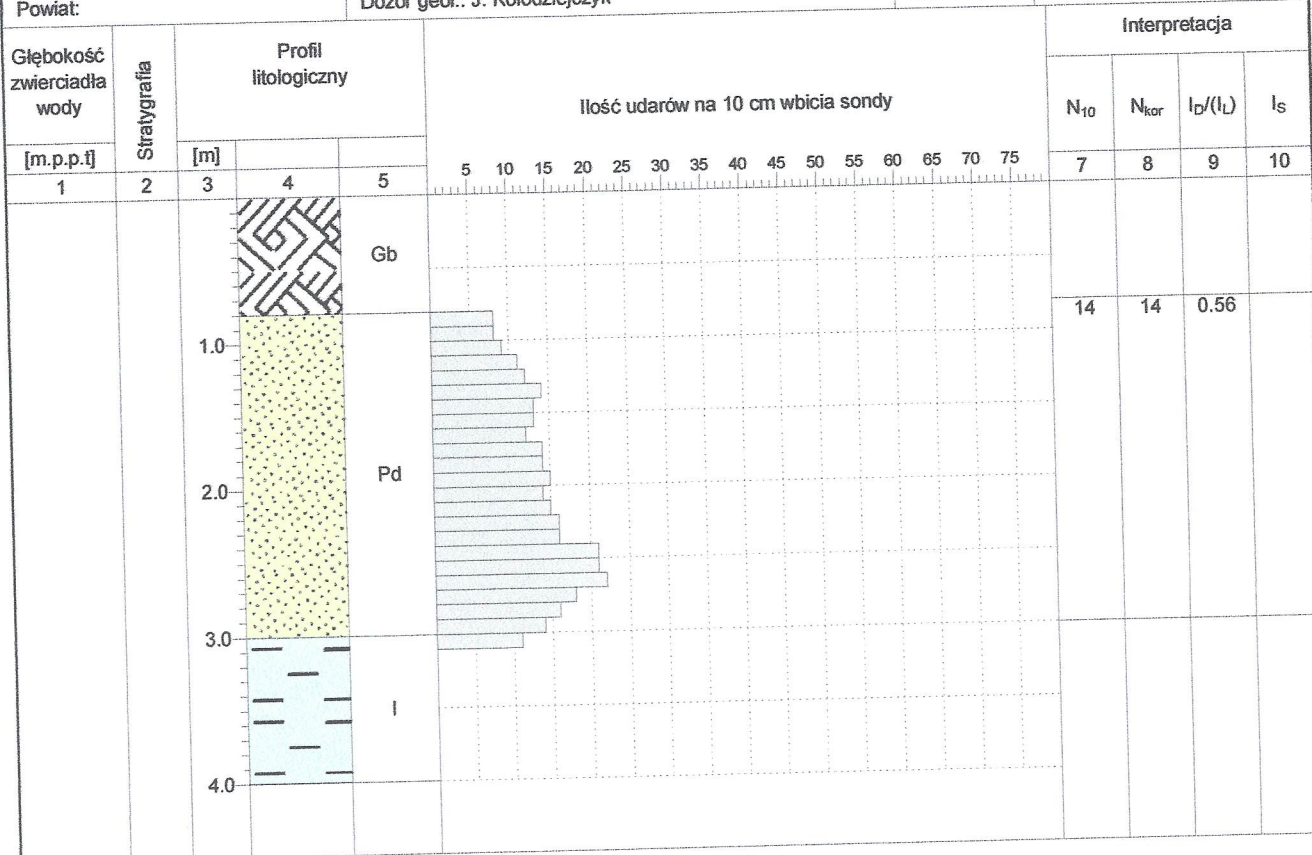 Powiat:
Dozór geol.: J. Kołodziejczyk
Głębokość
zwierciadła
wody
[m.p.p.t]
Stratygrafia
Profil
litologiczny
[m]
Ilość udarów na 10 cm wbicia sondy
5 10 15 20 25 30 35 40 45 50 55 60 65 70 75
Interpretacja
N10 Nkor ID/(IL) IS
1 2 3 4 5 7 8 9 10
Gb
14 14 0.56
1.0
Pd
2.0
3.0
I
4.0